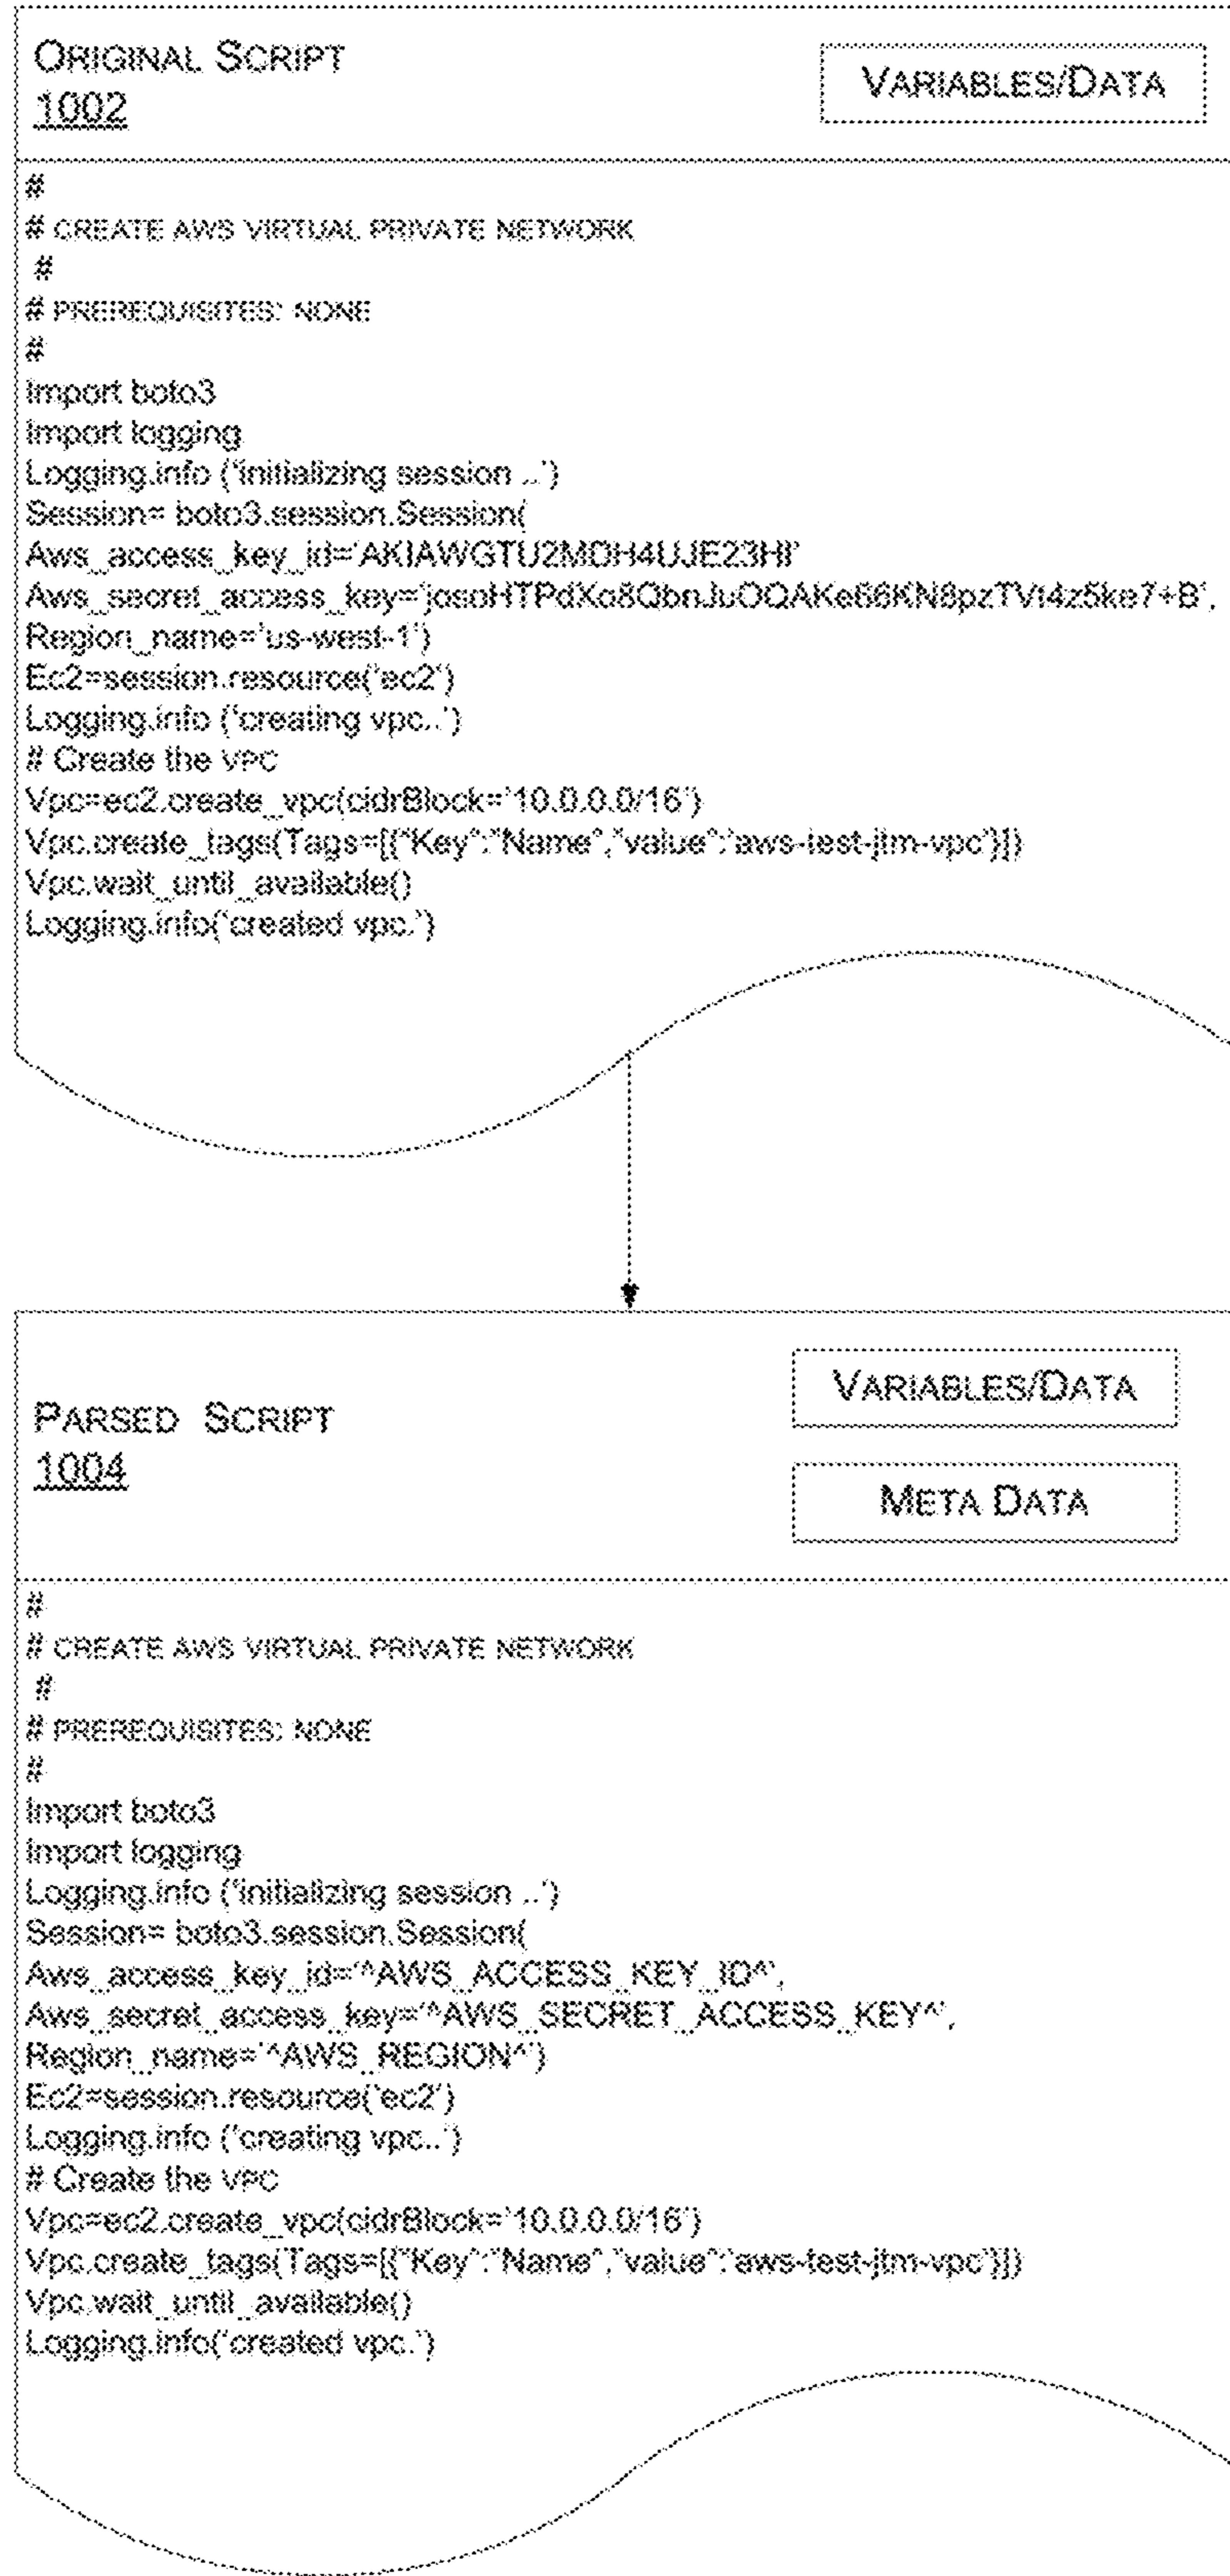 ORIGINAL SCRIPT
1002
VARIABLES/DATA
#
# CREATE AWS VIRTUAL PRIVATE NETWORK
#
# PREREQUISITES: NONE
#
Import boto3
Import logging
Logging.info ('initializing session ..')
Session= boto3.session.Session(
Aws_access_key_id='AKIAWGTU2MDH4UJE23HI'
Aws_secret_access_key=
Region_name='us-west-1')
Ec2=session.resource('ec2')
Logging.info ('creating vpc..')
# Create the VPC
Vpc=ec2.create_vpc(cidrBlock='10.0.0.0/16')
Vpc.create_tags(Tags=[{"Key":"Name","value":'aws-test-jtm-vpc'}])
Vpc.wait_until_available()
Logging.info('created vpc.')
PARSED SCRIPT
1004
VARIABLES/DATA
META DATA
#
# CREATE AWS VIRTUAL PRIVATE NETWORK
#
# PREREQUISITES: NONE
#
Import boto3
Import logging
Logging.info ('initializing session ..')
Session= boto3.session.Session(
Aws_access_key_id='^AWS_ACCESS_KEY_ID^',
Aws_secret_access_key='^AWS_SECRET_ACCESS_KEY^',
Region_name='^AWS_REGION^')
Ec2=session.resource('ec2')
Logging.info ('creating vpc..')
# Create the VPC
Vpc=ec2.create_vpc(cidrBlock='10.0.0.0/16')
Vpc.create_tags(Tags=[{"Key":"Name","value":'aws-test-jtm-vpc'}])
Vpc.wait_until_available()
Logging.info('created vpc.')